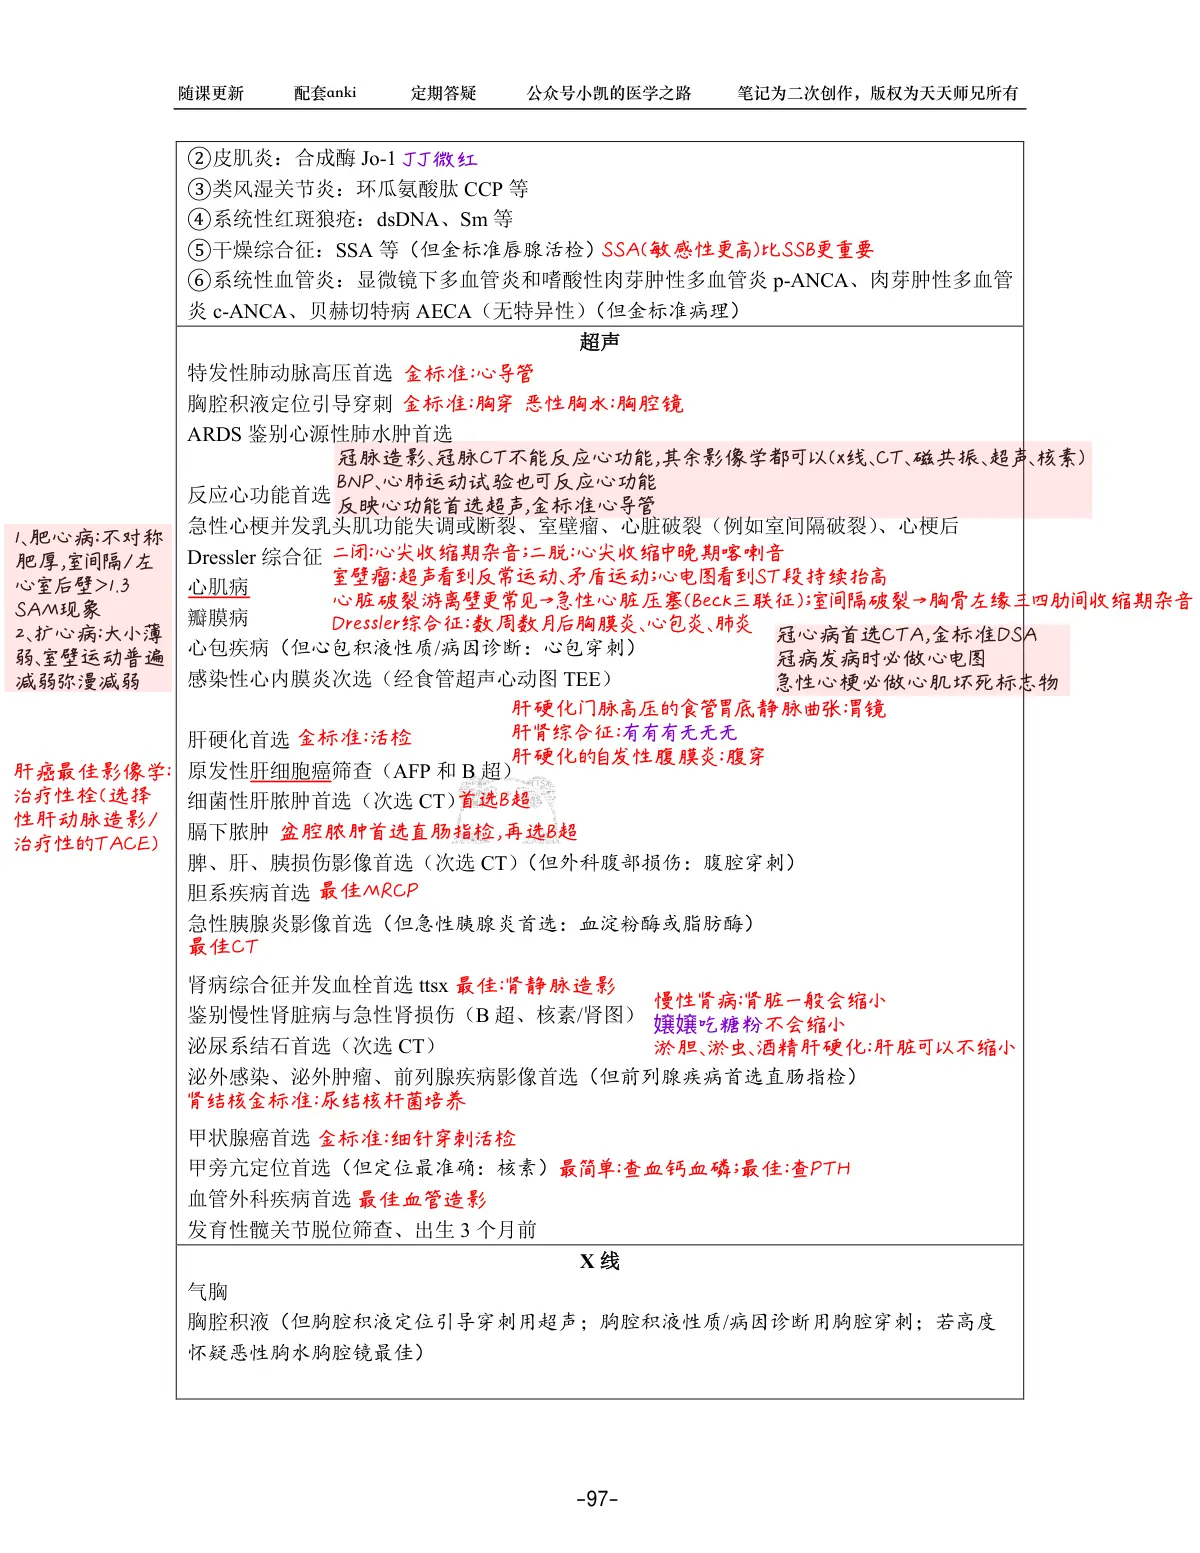 随课更新 配套anki 定期答疑 公众号小凯的医学之路 笔记为二次创作，版权为天天师兄所有
②皮肌炎：合成酶 Jo-1 丁丁微红
③类风湿关节炎：环瓜氨酸肽 CCP 等
④系统性红斑狼疮：dsDNA、Sm 等
⑤干燥综合征：SSA 等（但金标准唇腺活检）SSA(敏感性更高)比SSB更重要
⑥系统性血管炎：显微镜下多血管炎和嗜酸性肉芽肿性多血管炎 p-ANCA、肉芽肿性多血管
炎 c-ANCA、贝赫切特病 AECA（无特异性）（但金标准病理）
超声
特发性肺动脉高压首选 金标准:心导管
胸腔积液定位引导穿刺 金标准:胸穿 恶性胸水:胸腔镜
ARDS 鉴别心源性肺水肿首选
冠脉造影、冠脉CT不能反应心功能,其余影像学都可以(x线、CT、磁共振、超声、核素)
BNP、心肺运动试验也可反应心功能
反应心功能首选
反映心功能首选超声,金标准心导管
急性心梗并发乳头肌功能失调或断裂、室壁瘤、心脏破裂（例如室间隔破裂）、心梗后
Dressler 综合征 二闭:心尖收缩期杂音;二脱:心尖收缩中晚期喀喇音
室壁瘤:超声看到反常运动、矛盾运动;心电图看到ST段持续抬高
心肌病
心脏破裂游离壁更常见→急性心脏压塞(Beck三联征);室间隔破裂→胸骨左缘三四肋间收缩期杂音
瓣膜病 Dressler综合征:数周数月后胸膜炎、心包炎、肺炎
1、肥心病:不对称
肥厚,室间隔/左
心室后壁>1.3
SAM现象
2、扩心病:大小薄
弱、室壁运动普遍
减弱弥漫减弱
冠心病首选CTA,金标准DSA
冠病发病时必做心电图
急性心梗必做心肌坏死标志物
心包疾病（但心包积液性质/病因诊断：心包穿刺）
感染性心内膜炎次选（经食管超声心动图 TEE）
肝硬化门脉高压的食管胃底静脉曲张:胃镜
肝肾综合征:有有有无无无
肝硬化的自发性腹膜炎:腹穿
肝硬化首选 金标准:活检
肝癌最佳影像学:
治疗性栓(选择
性肝动脉造影/
治疗性的TACE)
原发性肝细胞癌筛查（AFP 和 B 超）
细菌性肝脓肿首选（次选 CT）首选B超
膈下脓肿 盆腔脓肿首选直肠指检,再选B超
脾、肝、胰损伤影像首选（次选 CT）（但外科腹部损伤：腹腔穿刺）
胆系疾病首选 最佳MRCP
急性胰腺炎影像首选（但急性胰腺炎首选：血淀粉酶或脂肪酶）
最佳CT
肾病综合征并发血栓首选 ttsx 最佳:肾静脉造影
慢性肾病:肾脏一般会缩小
嬢嬢吃糖粉不会缩小
淤胆、淤虫、酒精肝硬化:肝脏可以不缩小
鉴别慢性肾脏病与急性肾损伤（B 超、核素/肾图）
泌尿系结石首选（次选 CT）
泌外感染、泌外肿瘤、前列腺疾病影像首选（但前列腺疾病首选直肠指检）
肾结核金标准:尿结核杆菌培养
甲状腺癌首选 金标准:细针穿刺活检
甲旁亢定位首选（但定位最准确：核素）最简单:查血钙血磷;最佳:查PTH
血管外科疾病首选 最佳血管造影
发育性髋关节脱位筛查、出生 3 个月前
X 线
气胸
胸腔积液（但胸腔积液定位引导穿刺用超声；胸腔积液性质/病因诊断用胸腔穿刺；若高度
怀疑恶性胸水胸腔镜最佳）
-97-